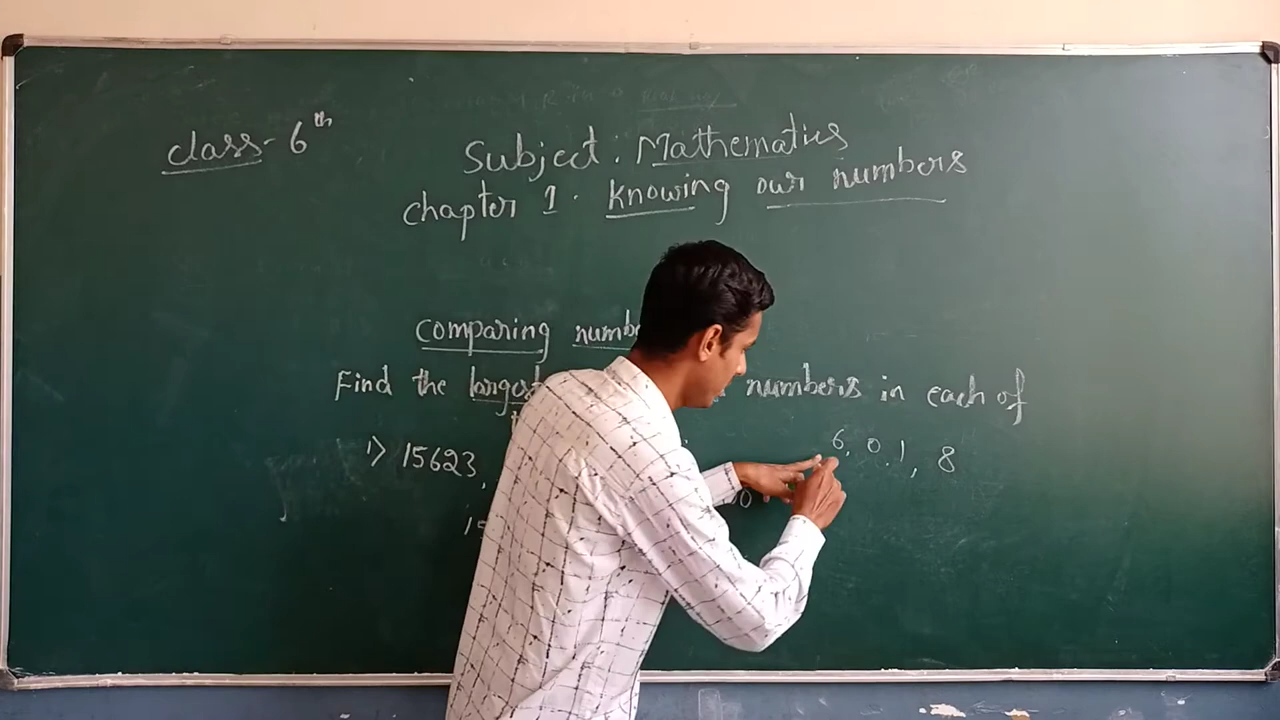 class - 6th
Subject : Mathematics
chapter 1 . Knowing our numbers
comparing numbe
Find the largest numbers in each of
1) 15623, 6, 0.1, 8